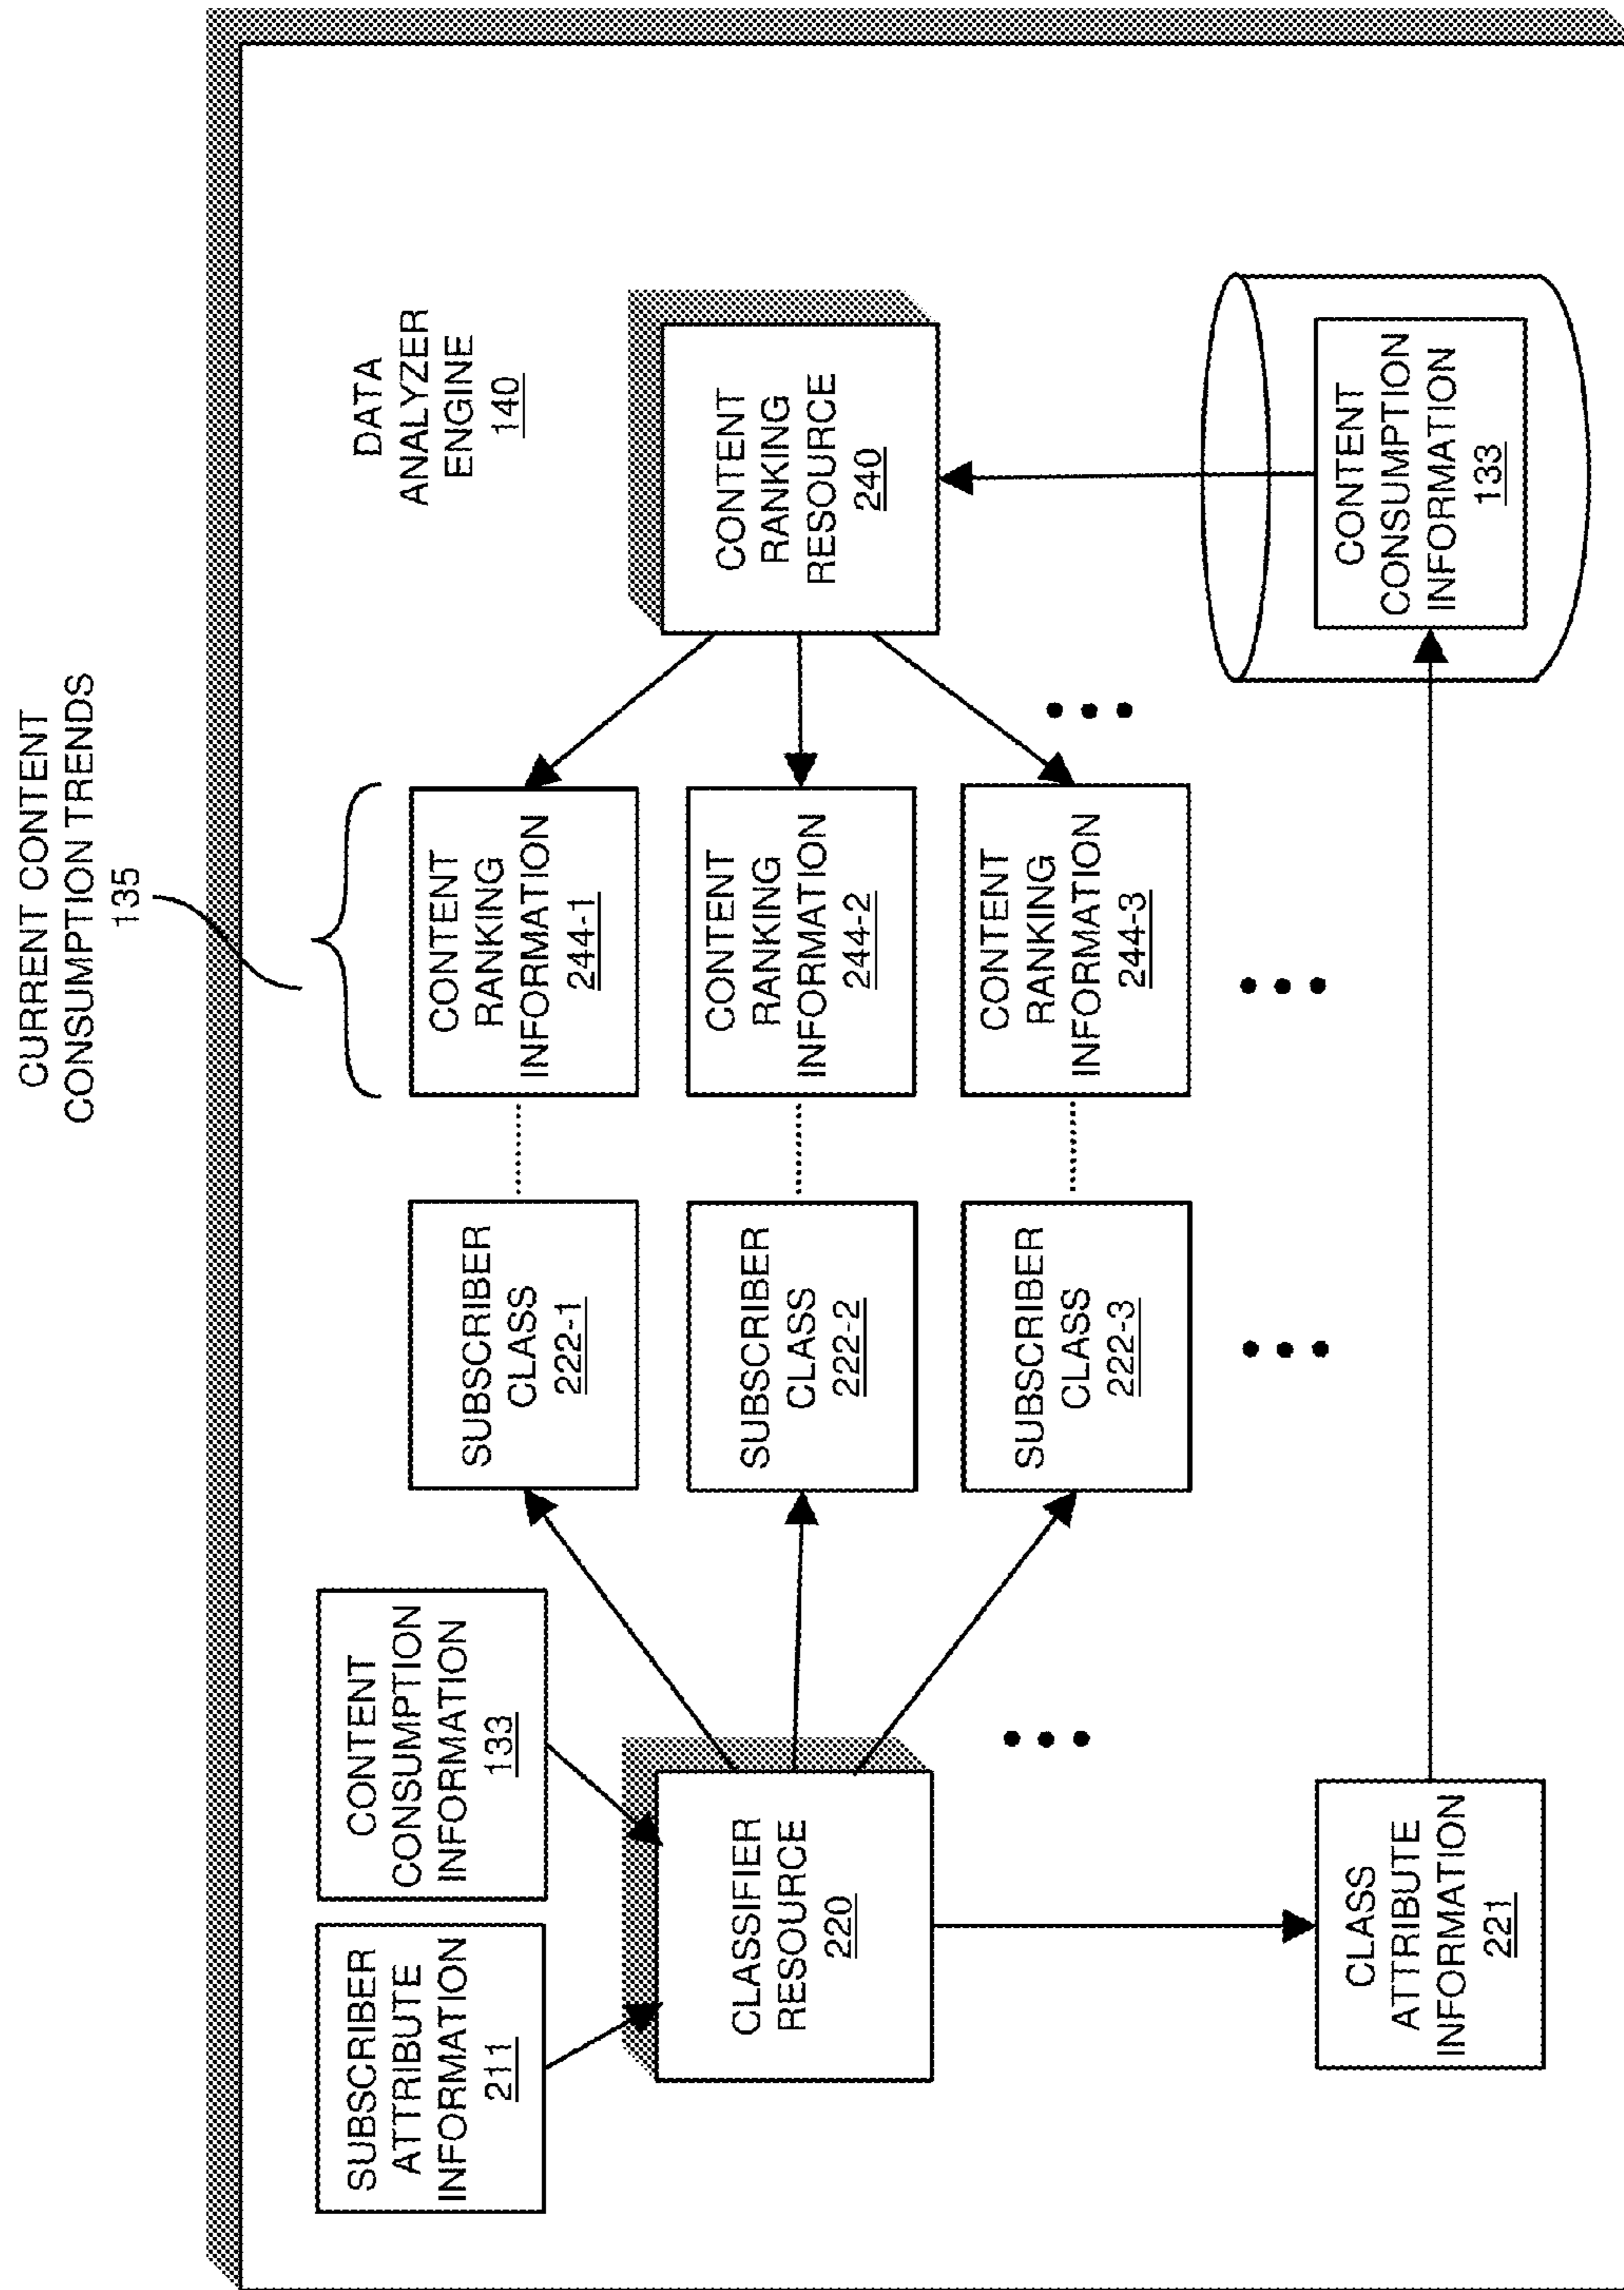 CURRENT CONTENT
CONSUMPTION TRENDS
135
DATA
ANALYZER
ENGINE
140
SUBSCRIBER
ATTRIBUTE
INFORMATION
211
CONTENT
CONSUMPTION
INFORMATION
133
CLASSIFIER
RESOURCE
220
SUBSCRIBER
CLASS
222-1
SUBSCRIBER
CLASS
222-2
SUBSCRIBER
CLASS
222-3
CONTENT
RANKING
INFORMATION
244-1
CONTENT
RANKING
INFORMATION
244-2
CONTENT
RANKING
INFORMATION
244-3
CONTENT
RANKING
RESOURCE
240
CLASS
ATTRIBUTE
INFORMATION
221
CONTENT
CONSUMPTION
INFORMATION
133